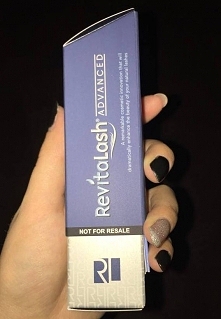 RevitaLash®
ADVANCED
A remarkable cosmetic innovation that will
dramatically enhance the beauty of your natural lashes
NOT FOR RESALE